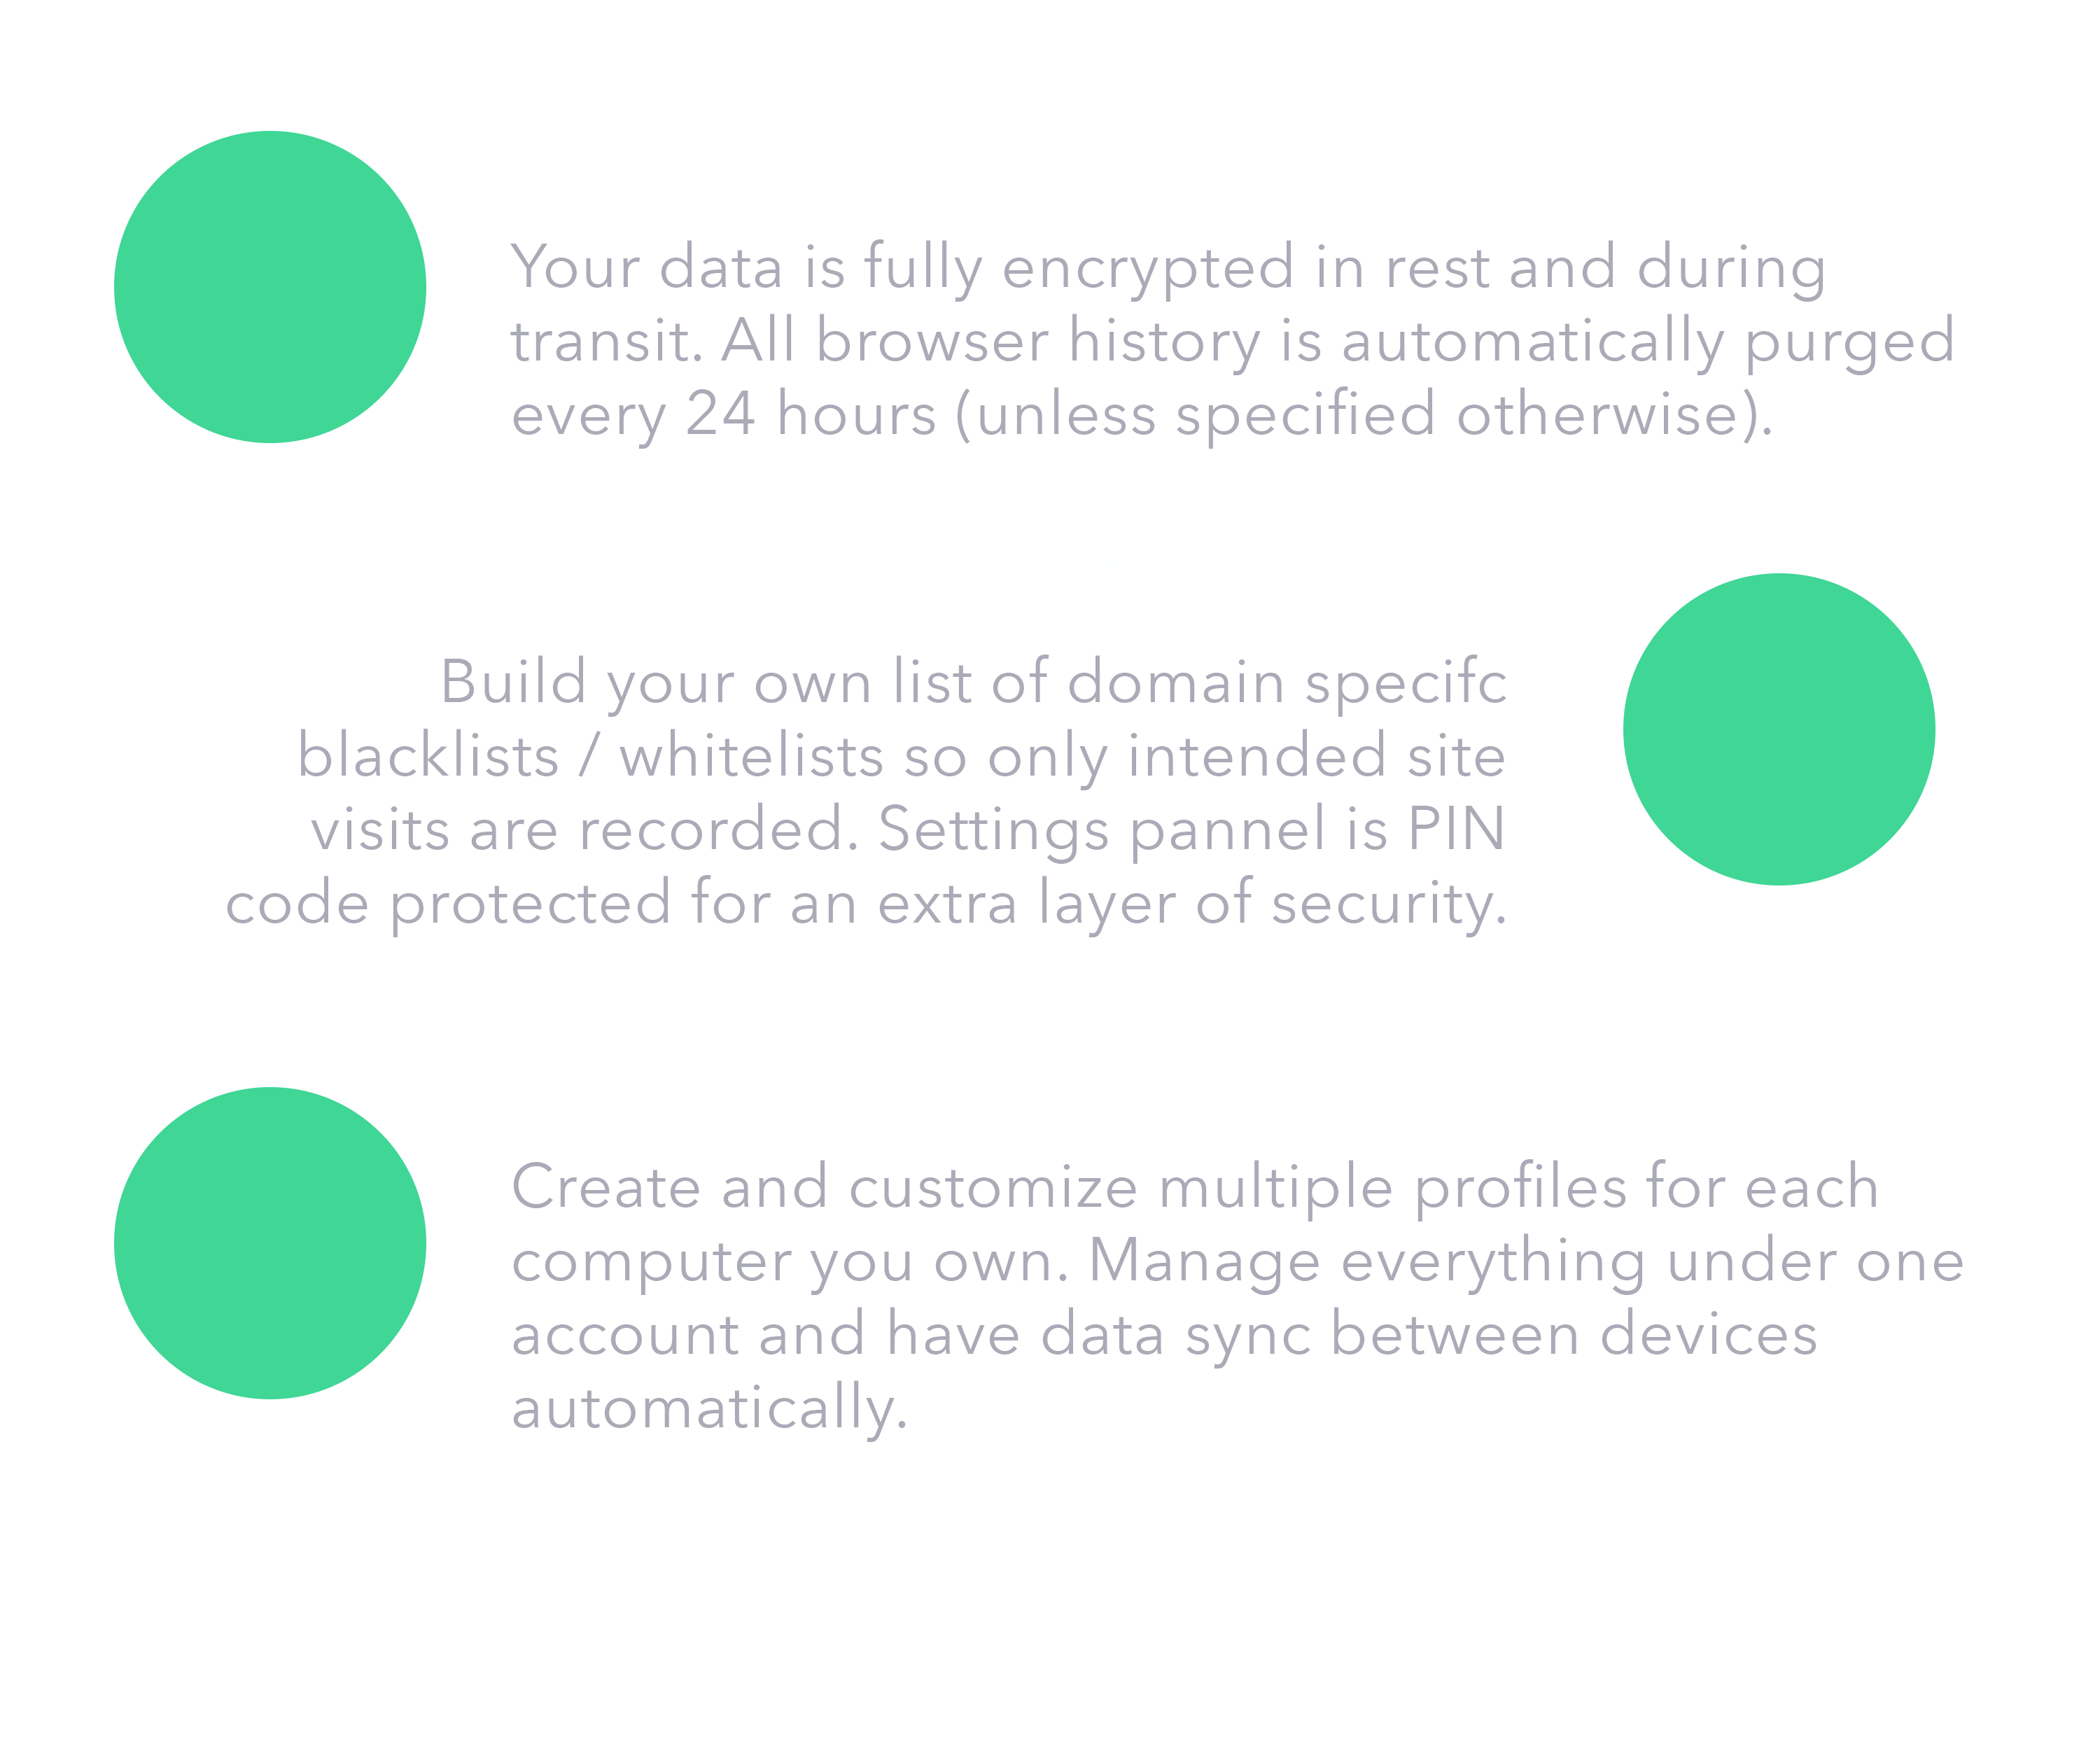 Your data is fully encrypted in rest and during
transit. All browser history is automatically purged
every 24 hours (unless specified otherwise).
Build your own list of domain specifc
blacklists / whitelists so only intended site
visits are recorded. Settings pannel is PIN
code protected for an extra layer of security.
Create and customize multiple profiles for each
computer you own. Manage everything under one
account and have data sync between devices
automatically.